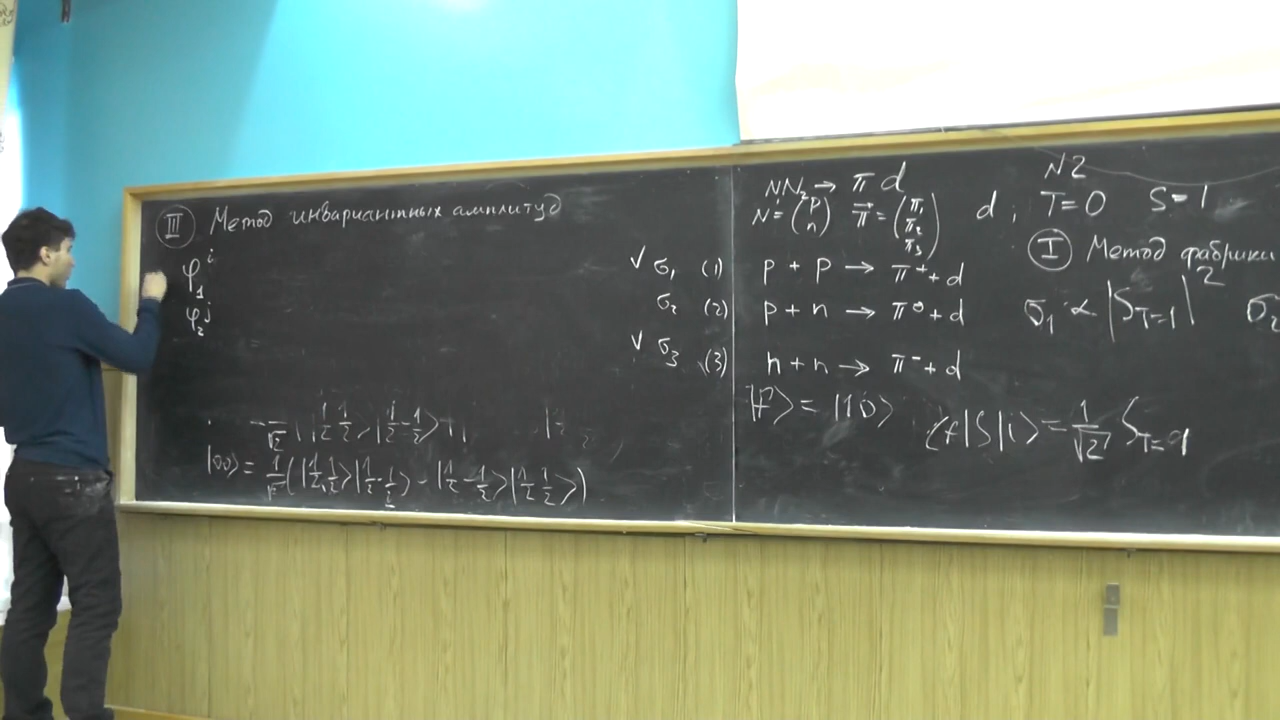 III Метод инвариантных амплитуд
φ₁ⁱ
φ₂ʲ
√ σ₁ (1)
σ₂ (2)
√ σ₃ (3)
|00⟩ = 1/√2 (|1/2 1/2⟩|1/2 -1/2⟩ - |1/2 -1/2⟩|1/2 1/2⟩)
N2
NN → π d
N = (p n) π⃗ = (π₁ π₂ π₃) d, T=0 S=1
I Метод фабрики
p + p → π⁺ + d
σ₁ ∝ |S_{T=1}|² σ₂
p + n → π⁰ + d
n + n → π⁻ + d
|f⟩ = |10⟩ ⟨f|S|i⟩ = 1/√2 S_{T=1}